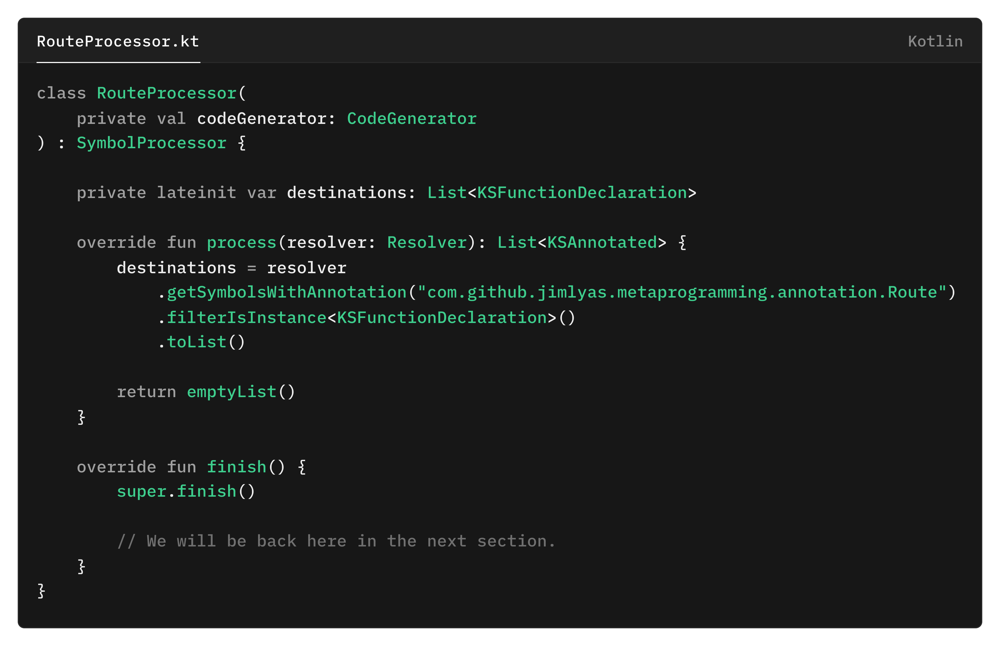 RouteProcessor.kt
Kotlin
class RouteProcessor(
    private val codeGenerator: CodeGenerator
) : SymbolProcessor {
    private lateinit var destinations: List<KSFunctionDeclaration>
    override fun process(resolver: Resolver): List<KSAnnotated> {
        destinations = resolver
            .getSymbolsWithAnnotation("com.github.jimlyas.metaprogramming.annotation.Route")
            .filterIsInstance<KSFunctionDeclaration>()
            .toList()
        return emptyList()
    }
    override fun finish() {
        super.finish()
        // We will be back here in the next section.
    }
}